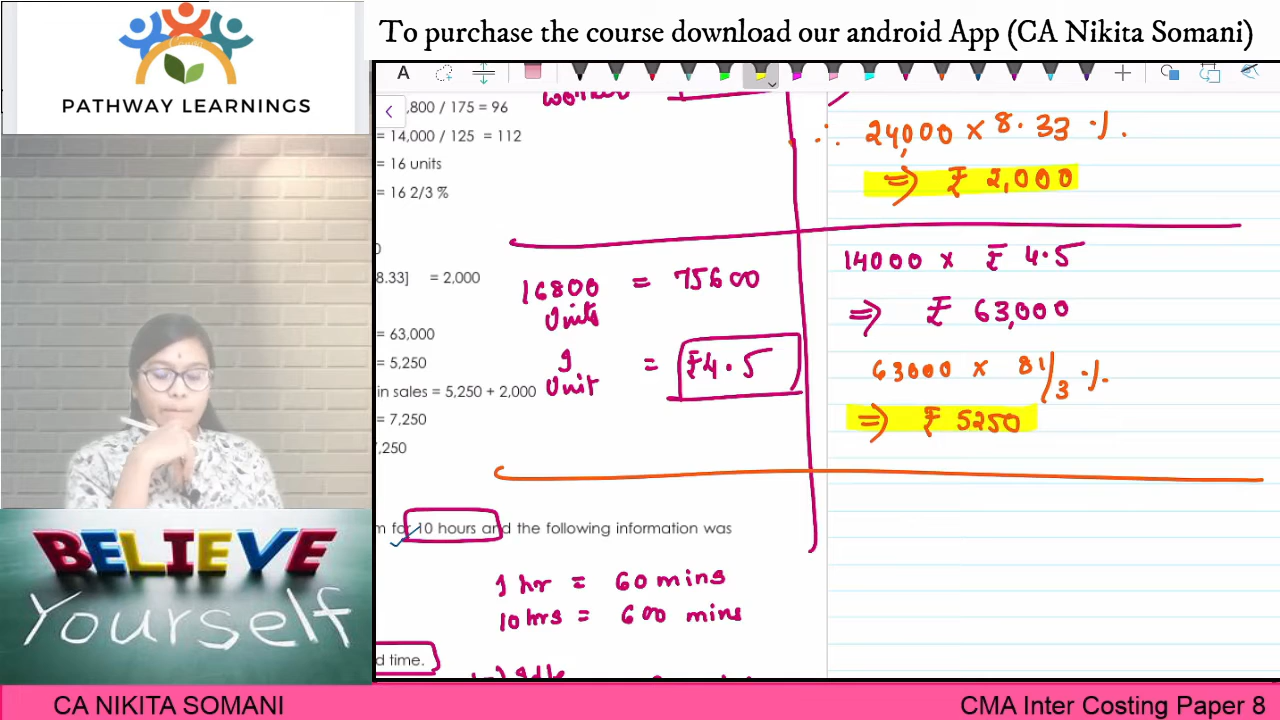 To purchase the course download our android App (CA Nikita Somani)
PATHWAY LEARNINGS
A
,800 / 175 = 96
= 14,000 / 125 = 112
= 16 units
= 16 2/3 %
8.33] = 2,000
= 63,000
= 5,250
in sales = 5,250 + 2,000
= 7,250
,250
worker
∴ 24,000 × 8.33 %.
⇒ ₹ 2,000
16800 = 75600
Units
1 = ₹4.5
Unit
14000 × ₹ 4.5
⇒ ₹ 63,000
63000 × 8 1/3 %.
⇒ ₹ 5250
m for 10 hours and the following information was
1 hr = 60 mins
10 hrs = 600 mins
d time.
BELIEVE
Yourself
CA NIKITA SOMANI
CMA Inter Costing Paper 8